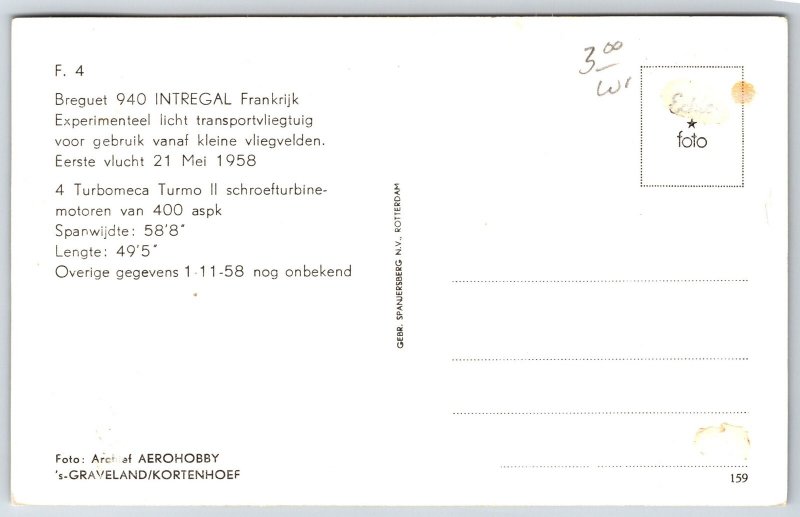 F. 4
Breguet 940 INTREGAL Frankrijk
Experimenteel licht transportvliegtuig
voor gebruik vanaf kleine vliegvelden.
Eerste vlucht 21 Mei 1958
4 Turbomeca Turmo II schroefturbine-
motoren van 400 aspk
Spanwijdte: 58'8"
Lengte: 49'5"
Overige gegevens 1-11-58 nog onbekend
Foto: Archief AEROHOBBY
's-GRAVELAND/KORTENHOEF
GEBR. SPANJERSBERG N.V., ROTTERDAM
3.00
foto
159